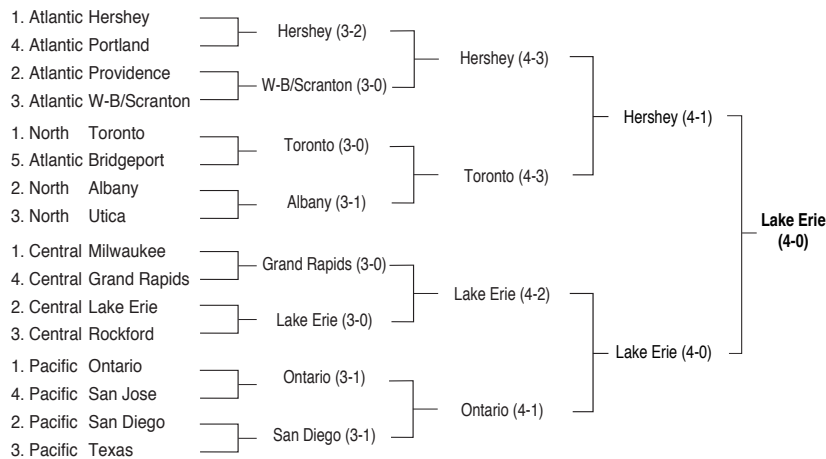 1. Atlantic Hershey
4. Atlantic Portland
Hershey (3-2)
2. Atlantic Providence
3. Atlantic W-B/Scranton
W-B/Scranton (3-0)
Hershey (4-3)
1. North Toronto
5. Atlantic Bridgeport
Toronto (3-0)
2. North Albany
3. North Utica
Albany (3-1)
Toronto (4-3)
Hershey (4-1)
1. Central Milwaukee
4. Central Grand Rapids
Grand Rapids (3-0)
2. Central Lake Erie
3. Central Rockford
Lake Erie (3-0)
Lake Erie (4-2)
1. Pacific Ontario
4. Pacific San Jose
Ontario (3-1)
2. Pacific San Diego
3. Pacific Texas
San Diego (3-1)
Ontario (4-1)
Lake Erie (4-0)
Lake Erie
(4-0)